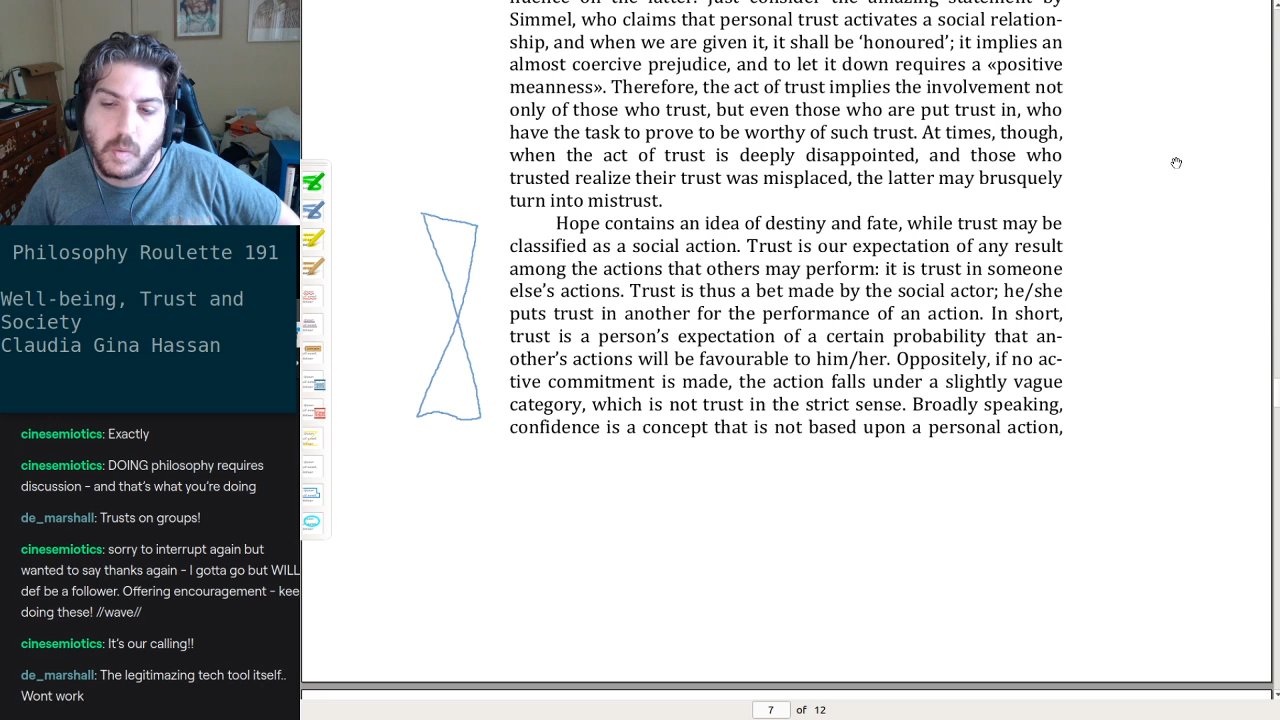 fluence on the latter. Just consider the amazing statement by
Simmel, who claims that personal trust activates a social relation-
ship, and when we are given it, it shall be ‘honoured’; it implies an
almost coercive prejudice, and to let it down requires a «positive
meanness». Therefore, the act of trust implies the involvement not
only of those who trust, but even those who are put trust in, who
have the task to prove to be worthy of such trust. At times, though,
when the act of trust is deeply disappointed, and those who
trusted realize their trust was misplaced, the latter may brusquely
turn into mistrust.
Hope contains an idea of destiny and fate, while trust may be
classified as a social action. Trust is our expectation of any result
among the actions that others may perform: it is trust in someone
else’s actions. Trust it thus a bet made by the social actor: he/she
puts trust in another for the performance of an action. In short,
trust is a personal expectation of a certain probability that an-
other’s actions will be favourable to him/her. Oppositely, if no ac-
tive commitment is made, our action falls under a slightly vague
category, which is not trust in the strict sense. Broadly speaking,
confidence is a concept that is not based upon a personal action,
Philosophy Roulette 191
Well-being, Trust and
Society
Claudia Gina Hassan
cinesemiotics: Exactly
cinesemiotics: DOING philosophy requires
discussion - and that's what you're doing
de_marshall: Trusts on groups!
cinesemiotics: sorry to interrupt again but
wanted to say thanks again - I gotta go but WILL
def be a follower. Offering encouragement - kee
doing these! //wave//
cinesemiotics: It's our calling!!
de_marshall: The legitimazing tech tool itself..
Wont work
7 of 12